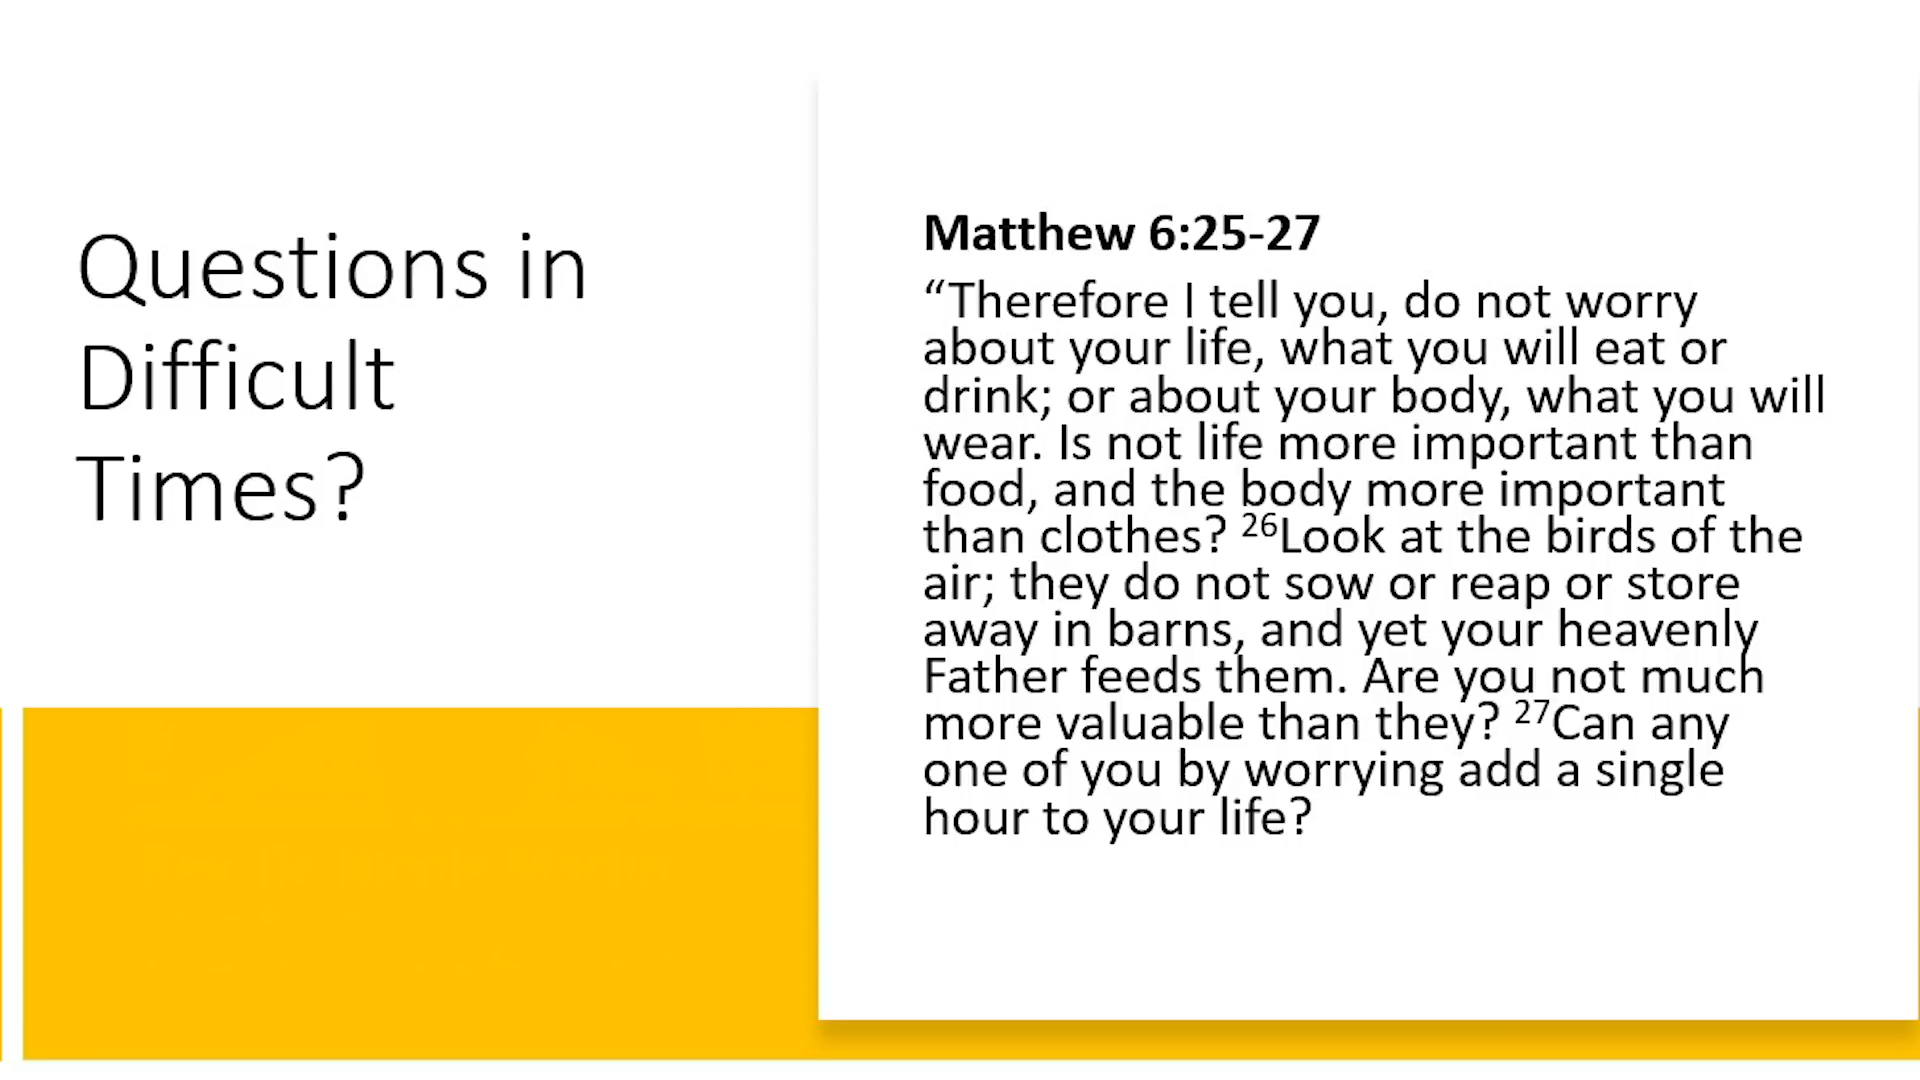 Questions in
Difficult
Times?
Matthew 6:25-27
“Therefore I tell you, do not worry
about your life, what you will eat or
drink; or about your body, what you will
wear. Is not life more important than
food, and the body more important
than clothes? ²⁶Look at the birds of the
air; they do not sow or reap or store
away in barns, and yet your heavenly
Father feeds them. Are you not much
more valuable than they? ²⁷Can any
one of you by worrying add a single
hour to your life?